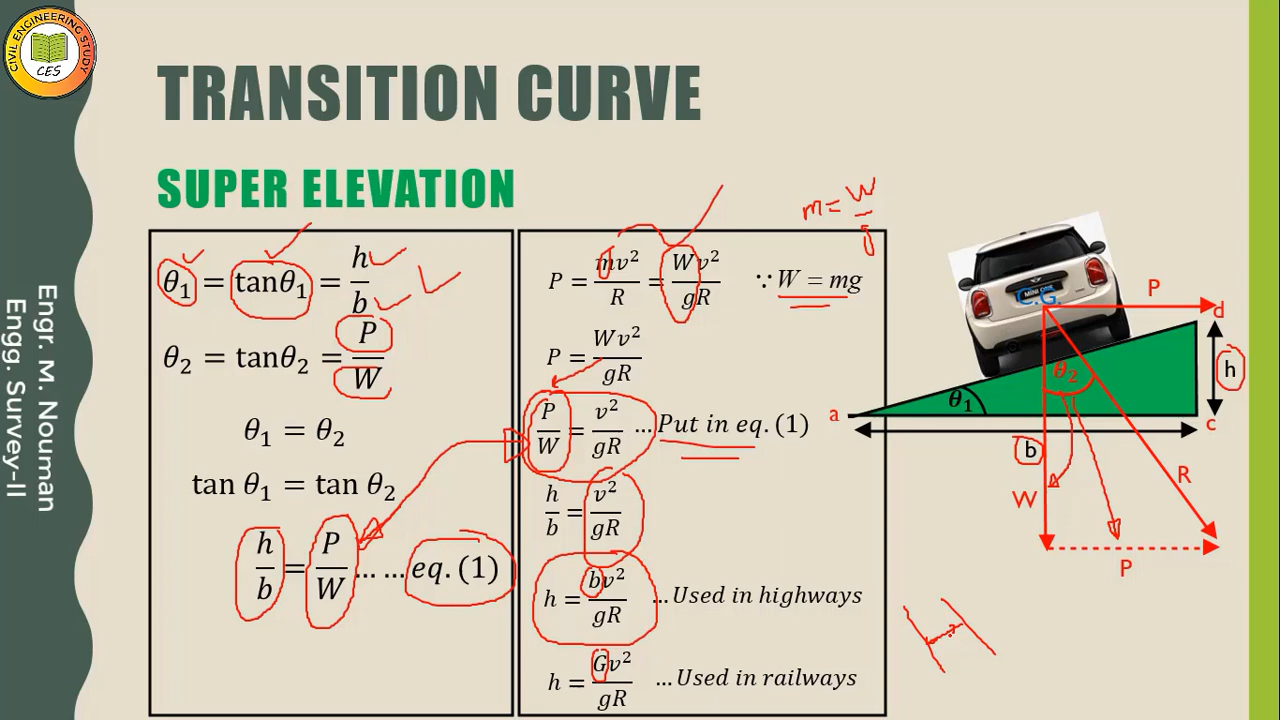 CIVIL ENGINEERING STUDY
CES
Engr. M. Nouman
Engg. Survey-II
TRANSITION CURVE
SUPER ELEVATION
θ₁ = tanθ₁ = h/b
θ₂ = tanθ₂ = P/W
θ₁ = θ₂
tan θ₁ = tan θ₂
h/b = P/W … … eq. (1)
P = mv²/R = Wv²/gR ∵ W = mg
P = Wv²/gR
P/W = v²/gR … Put in eq. (1)
h/b = v²/gR
h = bv²/gR … Used in highways
h = Gv²/gR … Used in railways
m = W/g
C.G.
P
d
θ₂
h
θ₁
a
c
b
R
W
P